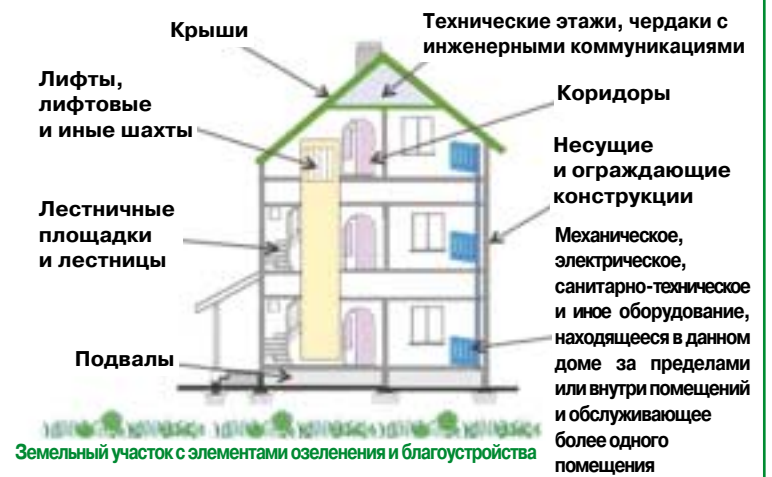 Крыши
Технические этажи, чердаки с
инженерными коммуникациями
Лифты,
лифтовые
и иные шахты
Коридоры
Несущие
и ограждающие
конструкции
Лестничные
площадки
и лестницы
Механическое,
электрическое,
санитарно-техническое
и иное оборудование,
находящееся в данном
доме за пределами
или внутри помещений
и обслуживающее
более одного
помещения
Подвалы
Земельный участок с элементами озеленения и благоустройства